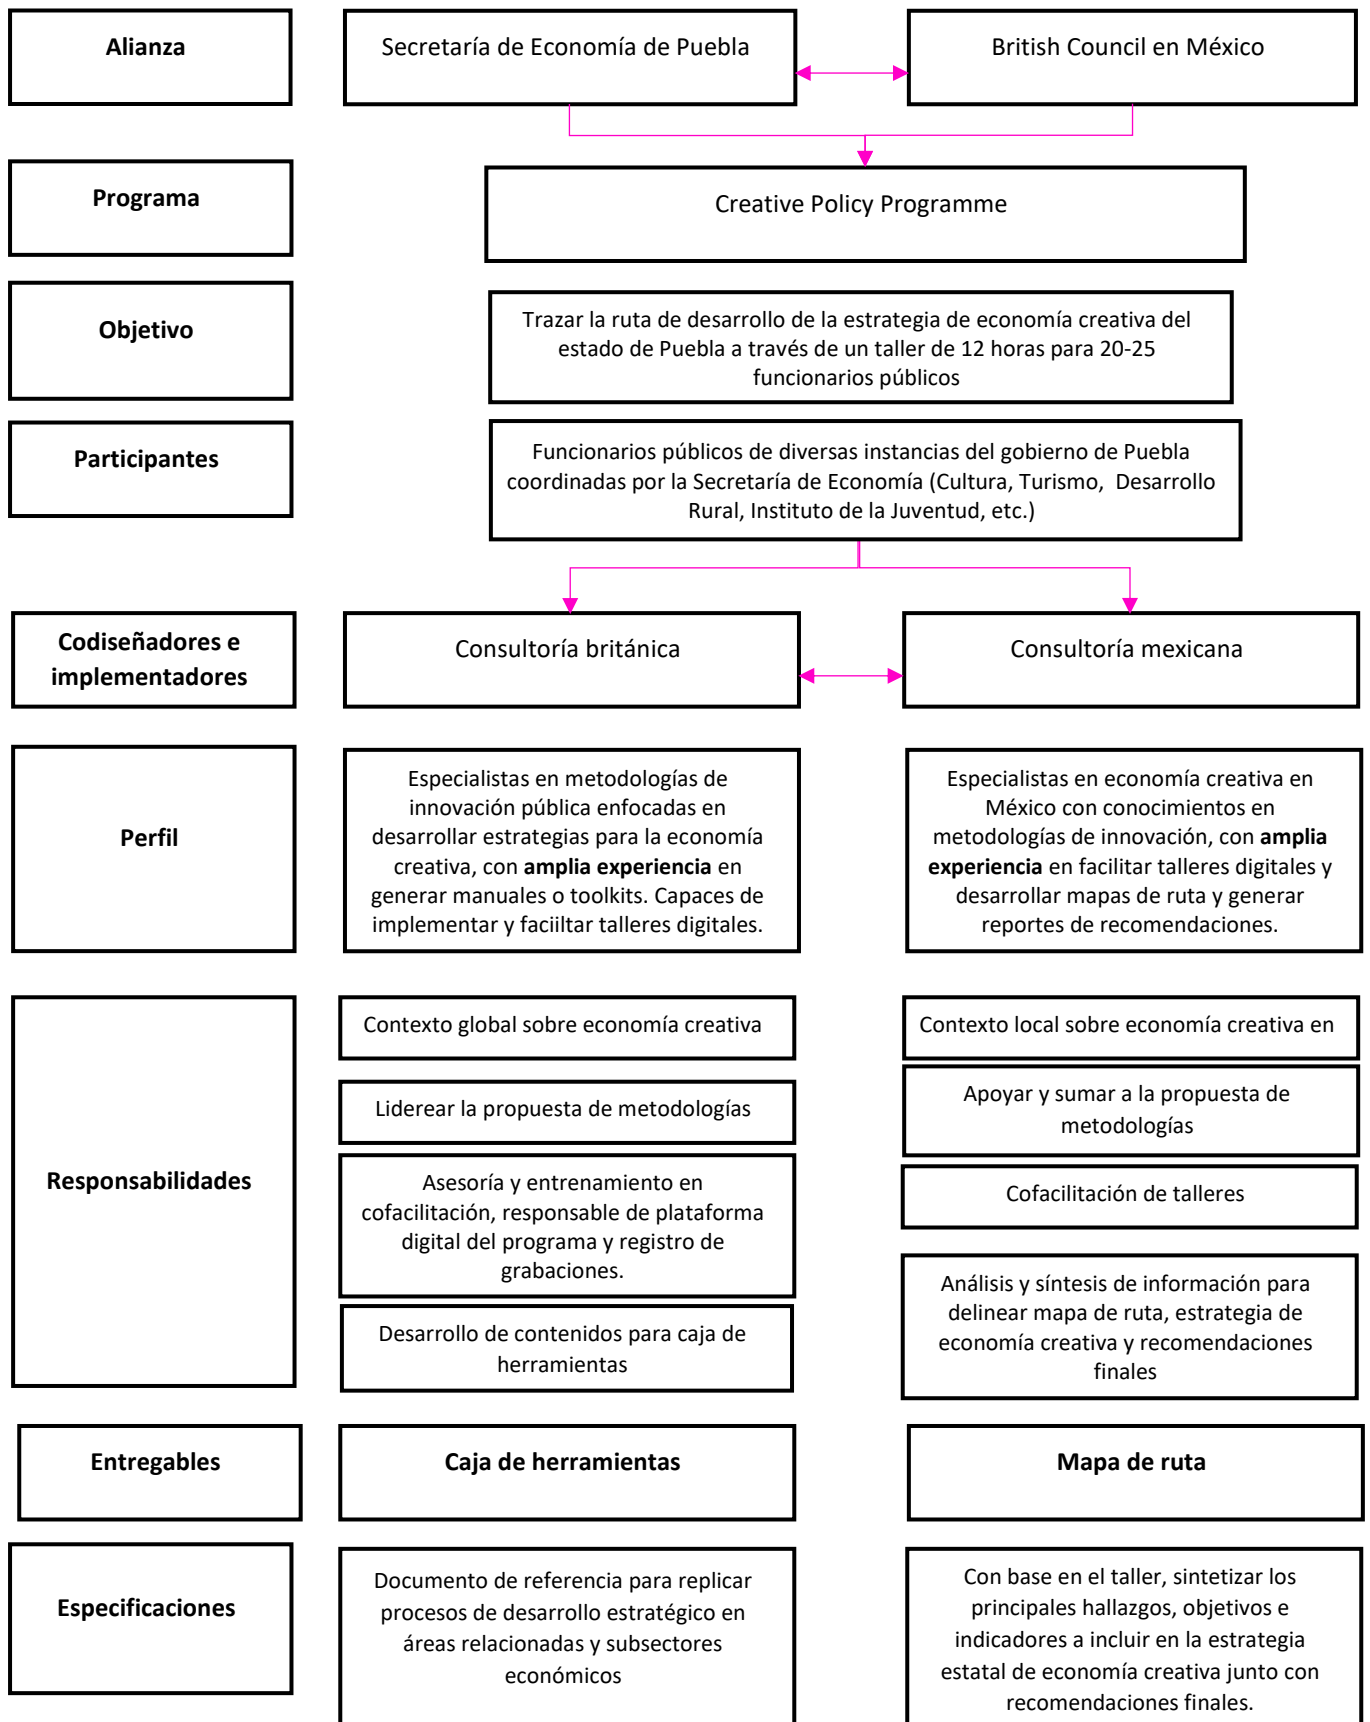 Alianza
Secretaría de Economía de Puebla
British Council en México
Programa
Creative Policy Programme
Objetivo
Trazar la ruta de desarrollo de la estrategia de economía creativa del
estado de Puebla a través de un taller de 12 horas para 20-25
funcionarios públicos
Participantes
Funcionarios públicos de diversas instancias del gobierno de Puebla
coordinadas por la Secretaría de Economía (Cultura, Turismo,  Desarrollo
Rural, Instituto de la Juventud, etc.)
Codiseñadores e
implementadores
Consultoría británica
Consultoría mexicana
Perfil
Especialistas en metodologías de
innovación pública enfocadas en
desarrollar estrategias para la economía
creativa, con amplia experiencia en
generar manuales o toolkits. Capaces de
implementar y faciiltar talleres digitales.
Especialistas en economía creativa en
México con conocimientos en
metodologías de innovación, con amplia
experiencia en facilitar talleres digitales y
desarrollar mapas de ruta y generar
reportes de recomendaciones.
Responsabilidades
Contexto global sobre economía creativa
Liderear la propuesta de metodologías
Asesoría y entrenamiento en
cofacilitación, responsable de plataforma
digital del programa y registro de
grabaciones.
Desarrollo de contenidos para caja de
herramientas
Contexto local sobre economía creativa en
Apoyar y sumar a la propuesta de
metodologías
Cofacilitación de talleres
Análisis y síntesis de información para
delinear mapa de ruta, estrategia de
economía creativa y recomendaciones
finales
Entregables
Caja de herramientas
Mapa de ruta
Especificaciones
Documento de referencia para replicar
procesos de desarrollo estratégico en
áreas relacionadas y subsectores
económicos
Con base en el taller, sintetizar los
principales hallazgos, objetivos e
indicadores a incluir en la estrategia
estatal de economía creativa junto con
recomendaciones finales.